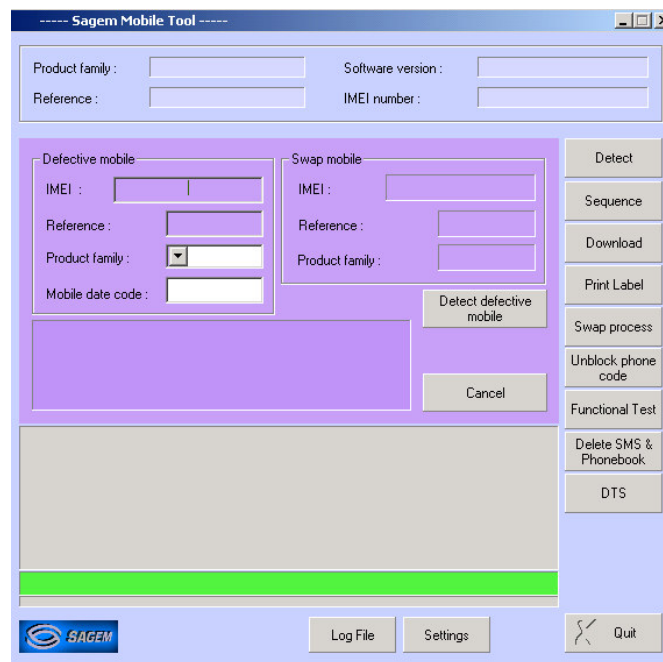 ----- Sagem Mobile Tool -----
Product family :
Software version :
Reference :
IMEI number :
Defective mobile
IMEI :
Reference :
Product family :
Mobile date code :
Swap mobile
IMEI :
Reference :
Product family :
Detect defective
mobile
Cancel
Detect
Sequence
Download
Print Label
Swap process
Unblock phone
code
Functional Test
Delete SMS &
Phonebook
DTS
SAGEM
Log File
Settings
Quit